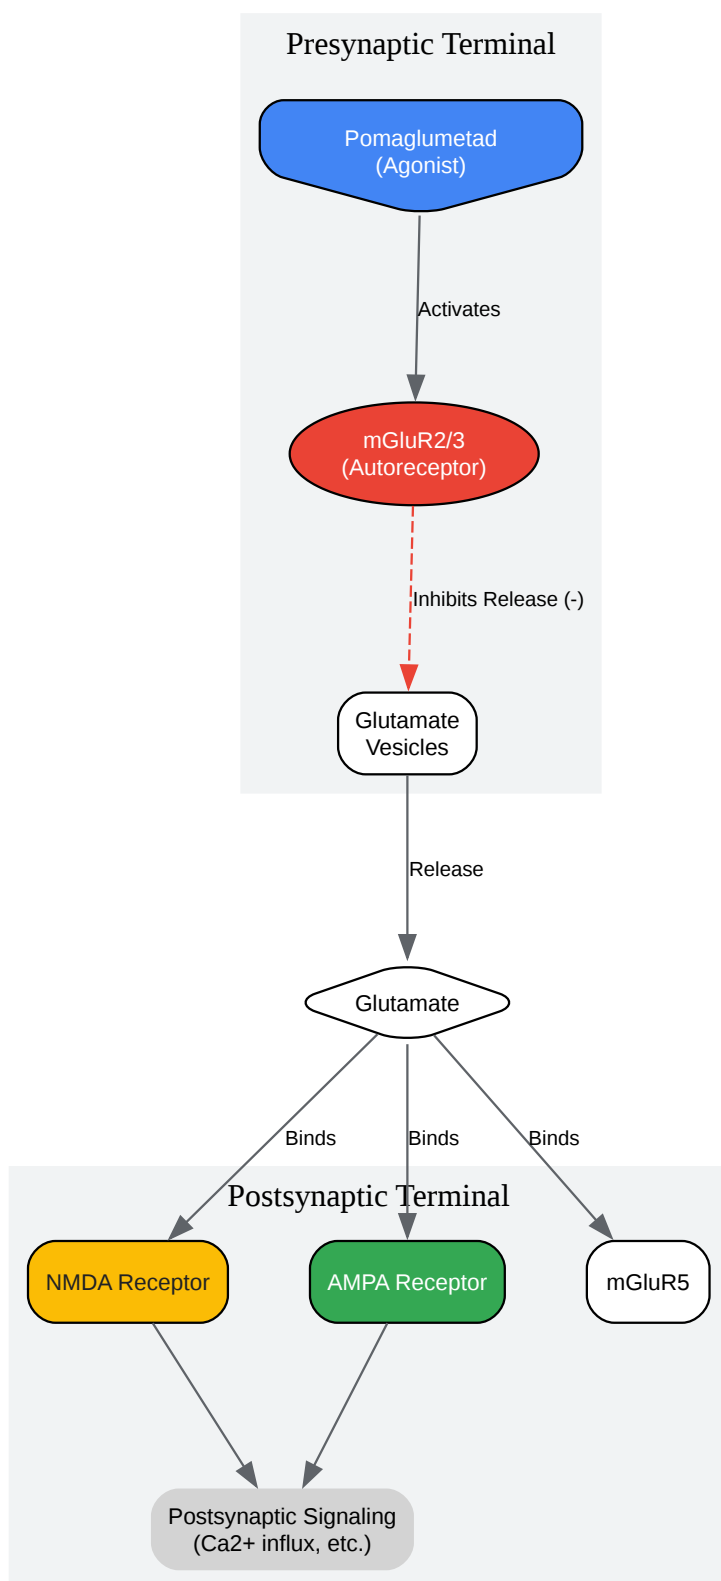 Presynaptic Terminal
Pomaglumetad
(Agonist)
Activates
mGluR2/3
(Autoreceptor)
Inhibits Release (-)
Glutamate
Vesicles
Release
Glutamate
Binds
Binds
Binds
Postsynaptic Terminal
NMDA Receptor
AMPA Receptor
mGluR5
Postsynaptic Signaling
(Ca2+ influx, etc.)